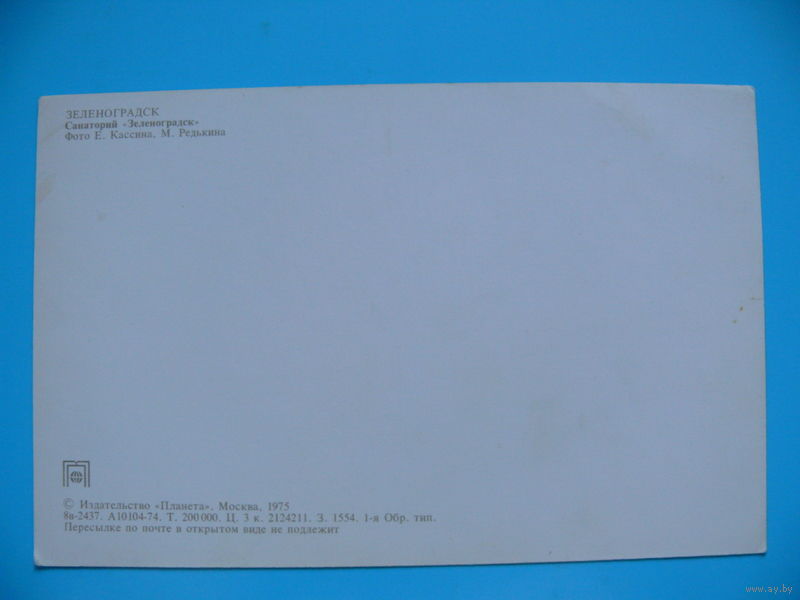 ЗЕЛЕНОГРАДСК
Санаторий «Зеленоградск»
Фото Е. Кассина, М. Редькина
© Издательство «Планета», Москва, 1975
8в-2437. А10104-74. Т. 200 000. Ц. 3 к. 2124211. З. 1554. 1-я Обр. тип.
Пересылке по почте в открытом виде не подлежит
www.ay.by